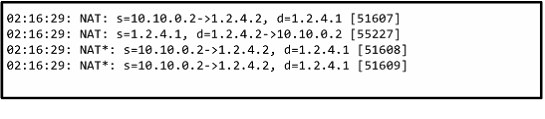 02:16:29: NAT: s=10.10.0.2->1.2.4.2, d=1.2.4.1 [51607]
02:16:29: NAT: s=1.2.4.1, d=1.2.4.2->10.10.0.2 [55227]
02:16:29: NAT*: s=10.10.0.2->1.2.4.2, d=1.2.4.1 [51608]
02:16:29: NAT*: s=10.10.0.2->1.2.4.2, d=1.2.4.1 [51609]